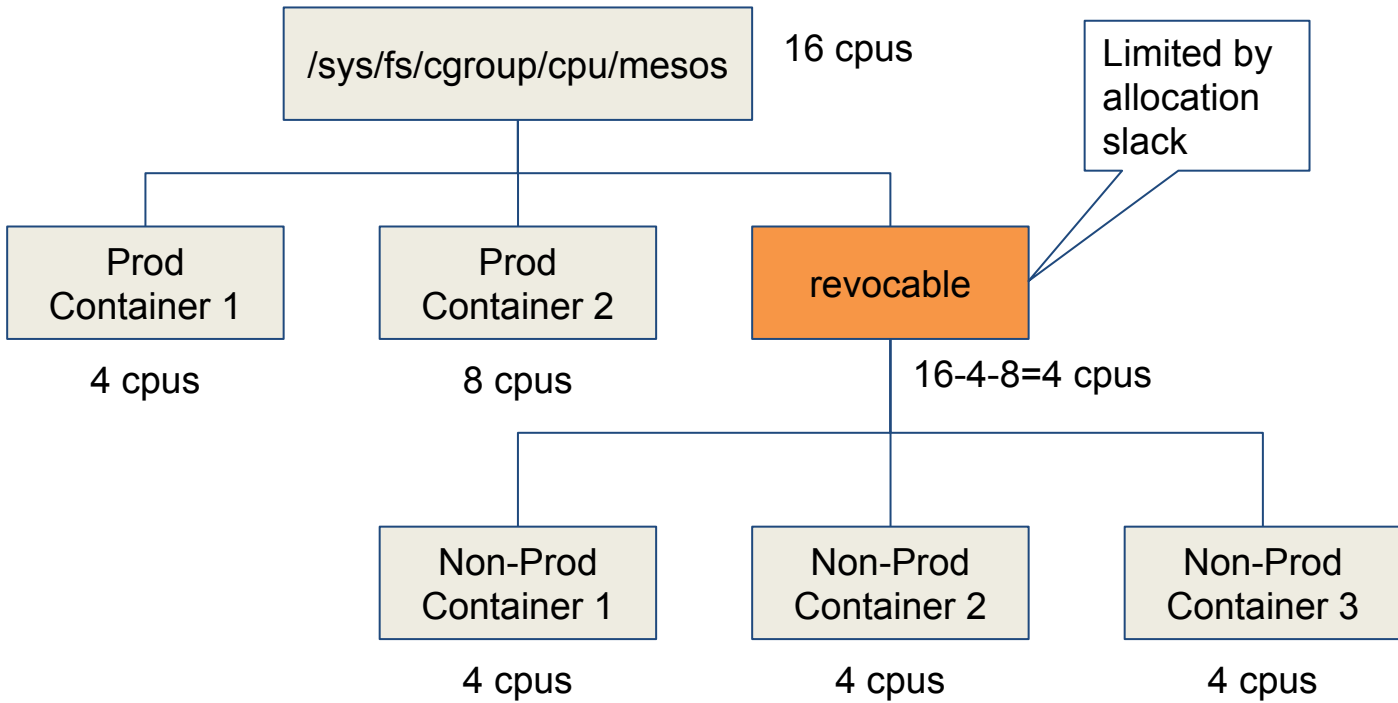 /sys/fs/cgroup/cpu/mesos
16 cpus
Limited by
allocation
slack
Prod
Container 1
Prod
Container 2
revocable
4 cpus
8 cpus
16-4-8=4 cpus
Non-Prod
Container 1
Non-Prod
Container 2
Non-Prod
Container 3
4 cpus
4 cpus
4 cpus